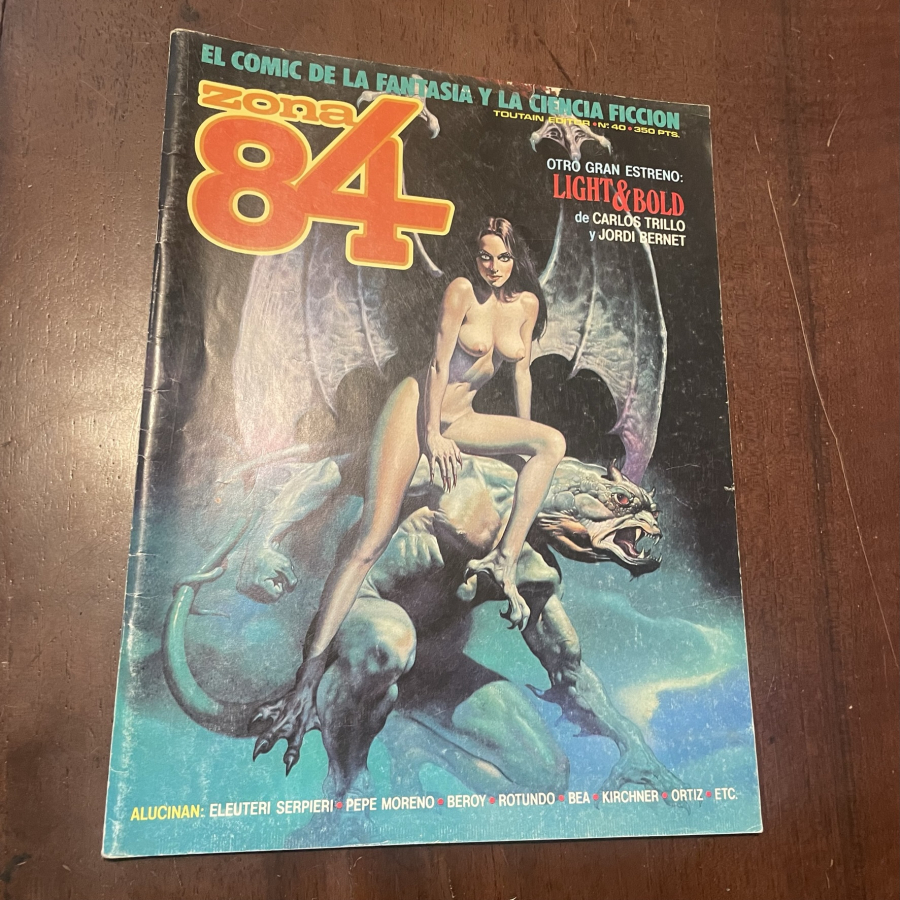 EL COMIC DE LA FANTASIA Y LA CIENCIA FICCION
zona
84
TOUTAIN EDITOR • Nº 40 • 350 PTS.
OTRO GRAN ESTRENO:
LIGHT&BOLD
de CARLOS TRILLO
y JORDI BERNET
ALUCINAN: ELEUTERI SERPIERI • PEPE MORENO • BEROY • ROTUNDO • BEA • KIRCHNER • ORTIZ • ETC.